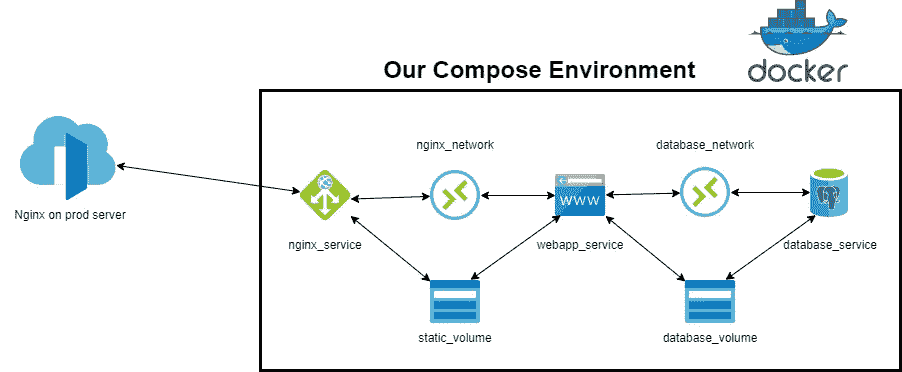 docker
Our Compose Environment
nginx_network
database_network
WWW
Nginx on prod server
nginx_service
webapp_service
database_service
static_volume
database_volume